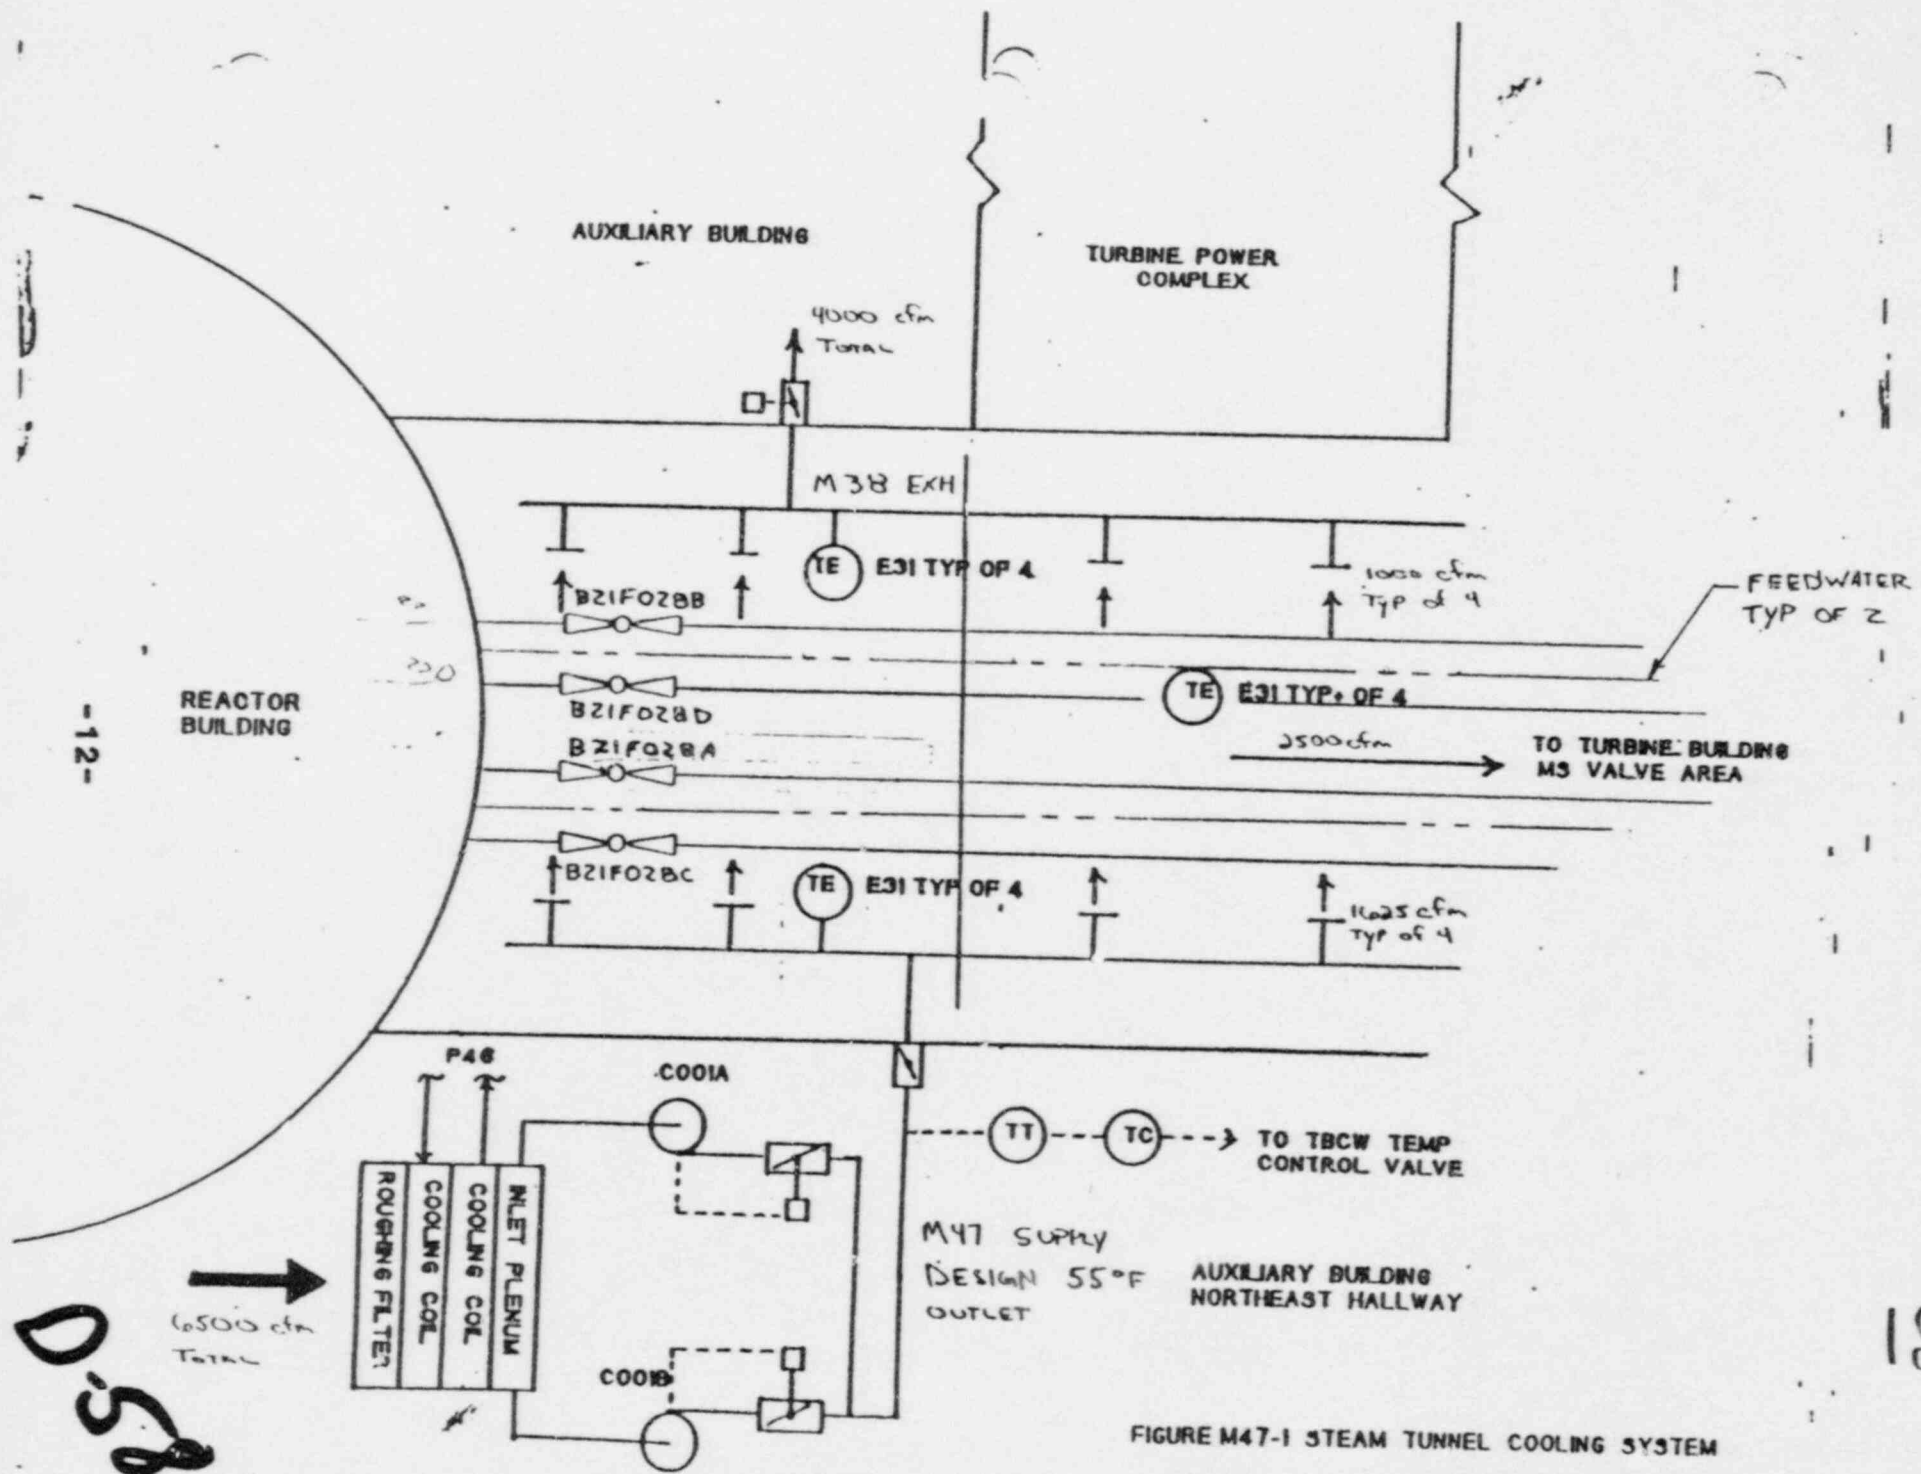 AUXILIARY BUILDING
TURBINE POWER
COMPLEX
4000 cfm
TOTAL
M38 EXH
TE
E31 TYP OF 4
1000 cfm
TYP of 4
FEEDWATER
TYP OF 2
B21F028B
TE
E31 TYP. OF 4
B21F028D
REACTOR
BUILDING
-12-
B21F028A
2500 cfm
TO TURBINE BUILDING
MS VALVE AREA
B21F028C
TE
E31 TYP OF 4
1625 cfm
TYP of 4
P46
C001A
TT
TC
TO TBCW TEMP
CONTROL VALVE
ROUGHING FILTER
COOLING COIL
COOLING COIL
INLET PLENUM
M47 SUPPLY
DESIGN 55°F
OUTLET
AUXILIARY BUILDING
NORTHEAST HALLWAY
6500 cfm
TOTAL
C001B
D-52
FIGURE M47-1 STEAM TUNNEL COOLING SYSTEM